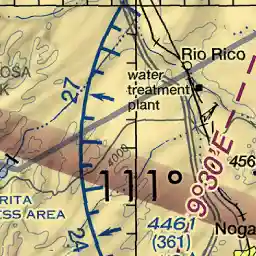 Rio Rico
OSA
K
27
water
treatment
plant
4000
9°30'E
456
111°
RITA
ESS AREA
4461
(361)
Noga
24